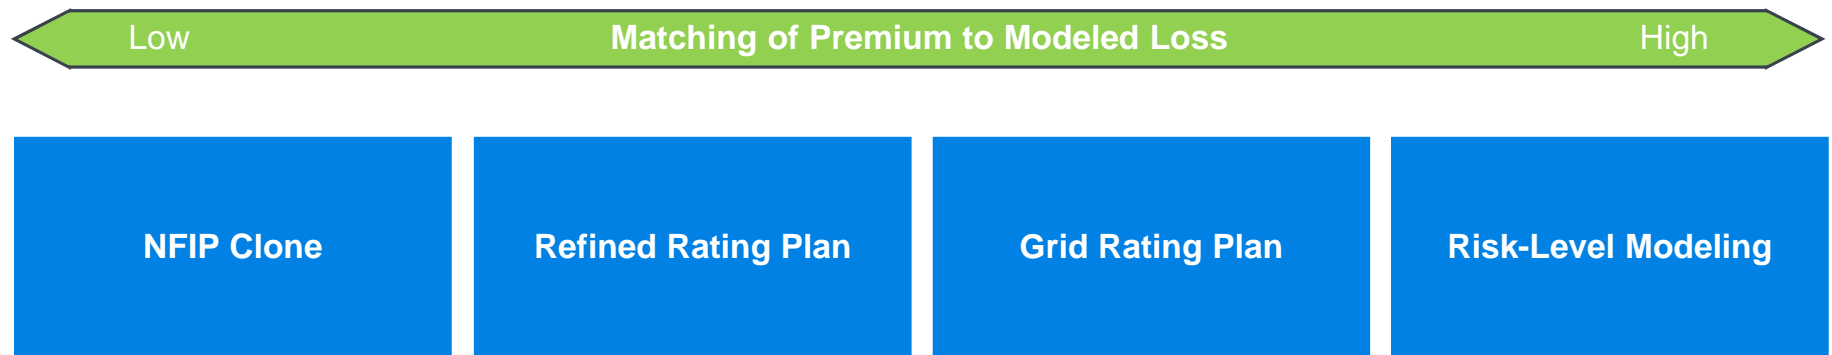 Low Matching of Premium to Modeled Loss High
NFIP Clone Refined Rating Plan Grid Rating Plan Risk-Level Modeling